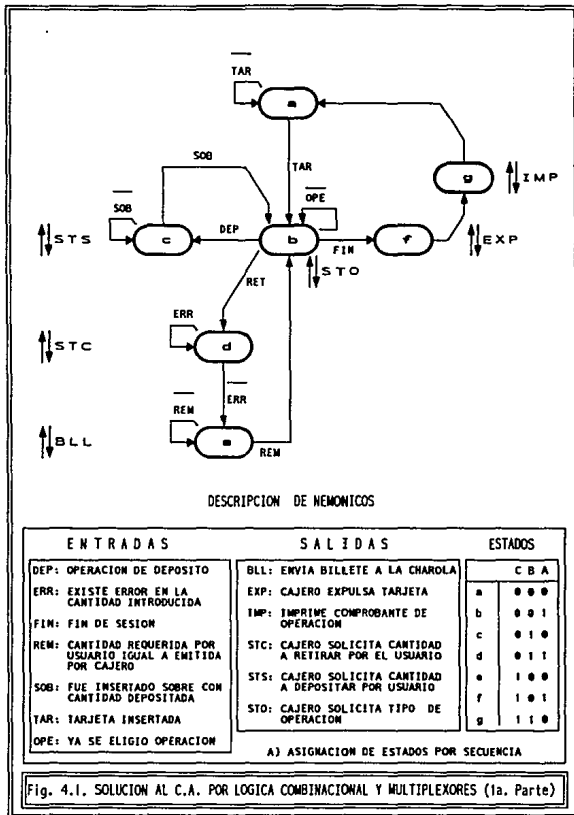 TAR
a
SOB
TAR
g
IMP
SOB
OPE
STS
c
DEP
b
FIN
f
EXP
STO
RET
ERR
STC
d
ERR
REM
BLL
e
REM
DESCRIPCION DE NEMONICOS
ENTRADAS
DEP: OPERACION DE DEPOSITO
ERR: EXISTE ERROR EN LA
CANTIDAD INTRODUCIDA
FIN: FIN DE SESION
REM: CANTIDAD REQUERIDA POR
USUARIO IGUAL A EMITIDA
POR CAJERO
SOB: FUE INSERTADO SOBRE CON
CANTIDAD DEPOSITADA
TAR: TARJETA INSERTADA
OPE: YA SE ELIGIO OPERACION
SALIDAS
BLL: ENVIA BILLETE A LA CHAROLA
EXP: CAJERO EXPULSA TARJETA
IMP: IMPRIME COMPROBANTE DE
OPERACION
STC: CAJERO SOLICITA CANTIDAD
A RETIRAR POR EL USUARIO
STS: CAJERO SOLICITA CANTIDAD
A DEPOSITAR POR USUARIO
STO: CAJERO SOLICITA TIPO DE
OPERACION
ESTADOS
C B A
a 0 0 0
b 0 0 1
c 0 1 0
d 0 1 1
e 1 0 0
f 1 0 1
g 1 1 0
A) ASIGNACION DE ESTADOS POR SECUENCIA
Fig. 4.1. SOLUCION AL C.A. POR LOGICA COMBINACIONAL Y MULTIPLEXORES (1a. Parte)